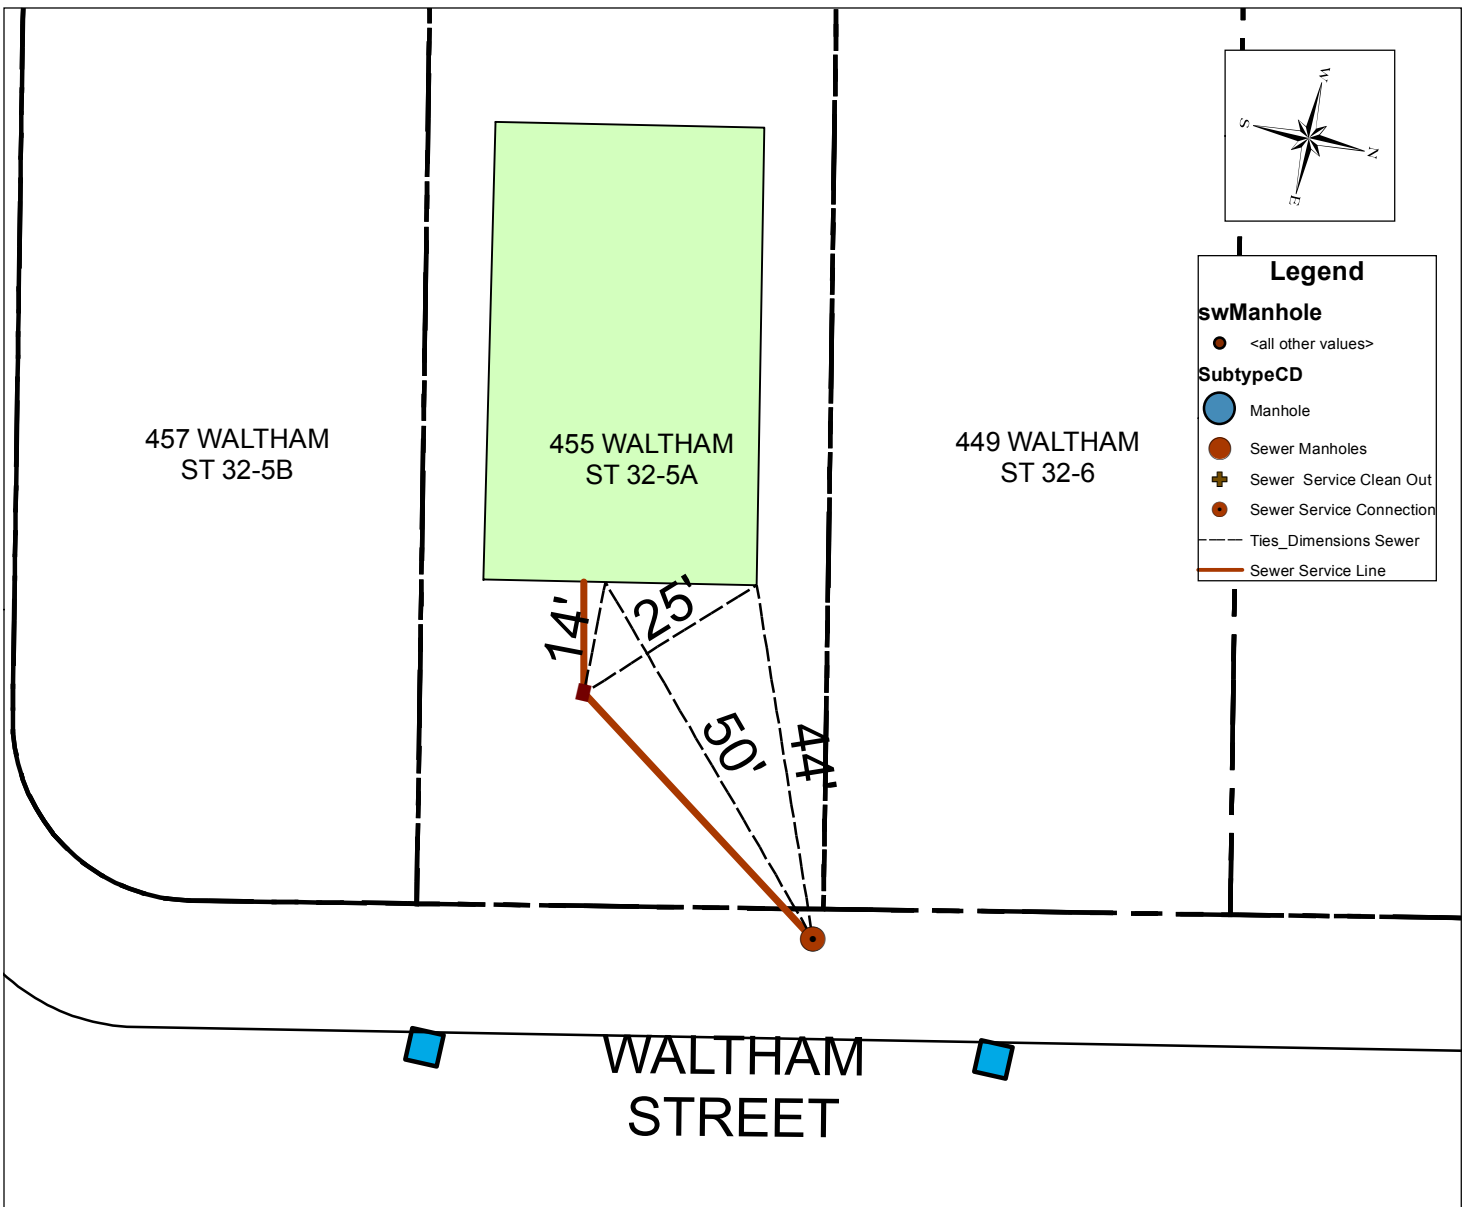 W
S
N
E
Legend
swManhole
<all other values>
SubtypeCD
Manhole
Sewer Manholes
Sewer Service Clean Out
Sewer Service Connection
Ties_Dimensions Sewer
Sewer Service Line
457 WALTHAM
ST 32-5B
455 WALTHAM
ST 32-5A
449 WALTHAM
ST 32-6
14'
25'
50'
44'
WALTHAM
STREET